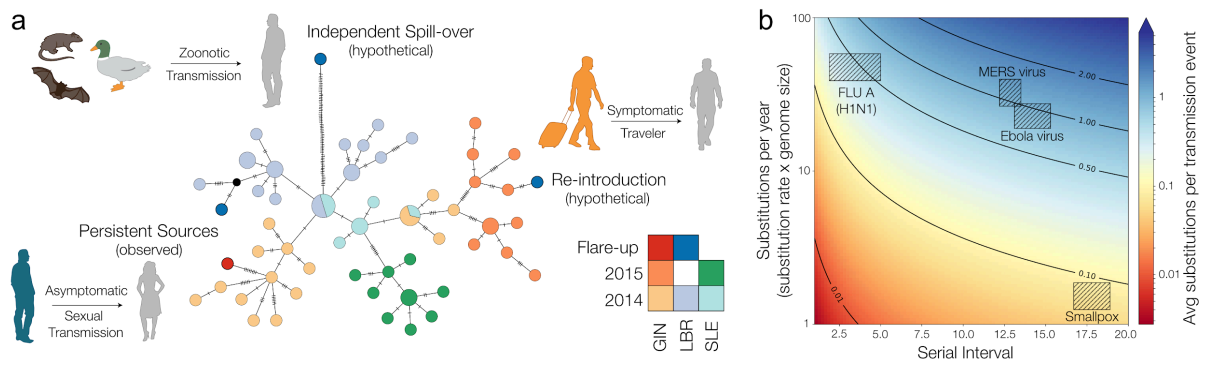 a
Zoonotic
Transmission
Independent Spill-over
(hypothetical)
Symptomatic
Traveler
Re-introduction
(hypothetical)
Persistent Sources
(observed)
Asymptomatic
Sexual
Transmission
Flare-up
2015
2014
GIN
LBR
SLE
b
Substitutions per year
(substitution rate x genome size)
100
10
1
FLU A
(H1N1)
MERS virus
Ebola virus
Smallpox
2.00
1.00
0.50
0.10
0.01
2.5
5.0
7.5
10.0
12.5
15.0
17.5
20.0
Serial Interval
1
0.1
0.01
Avg substitutions per transmission event